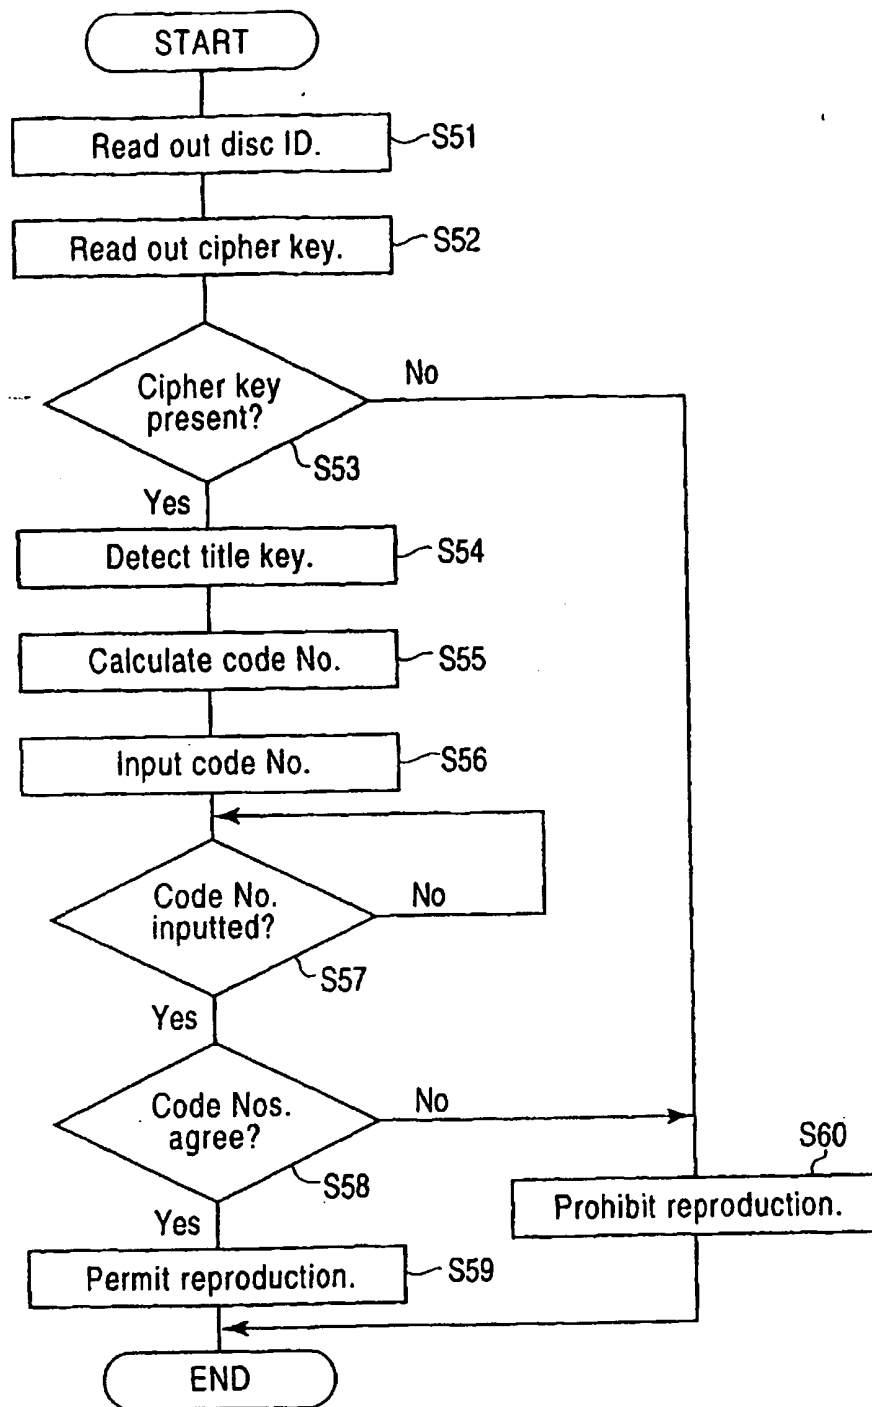 START
Read out disc ID.
S51
Read out cipher key.
S52
Cipher key
present?
No
S53
Yes
Detect title key.
S54
Calculate code No.
S55
Input code No.
S56
Code No.
inputted?
No
S57
Yes
Code Nos.
agree?
No
S58
S60
Prohibit reproduction.
Yes
Permit reproduction.
S59
END